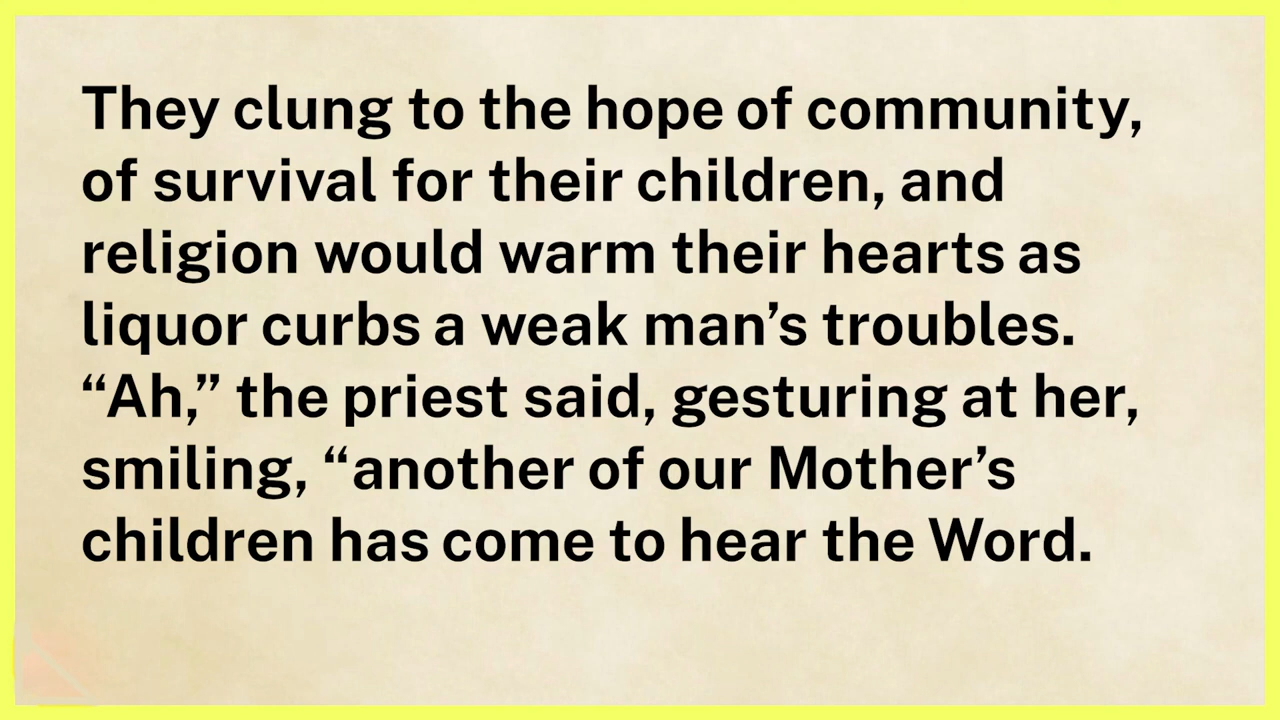 They clung to the hope of community,
of survival for their children, and
religion would warm their hearts as
liquor curbs a weak man’s troubles.
“Ah,” the priest said, gesturing at her,
smiling, “another of our Mother’s
children has come to hear the Word.